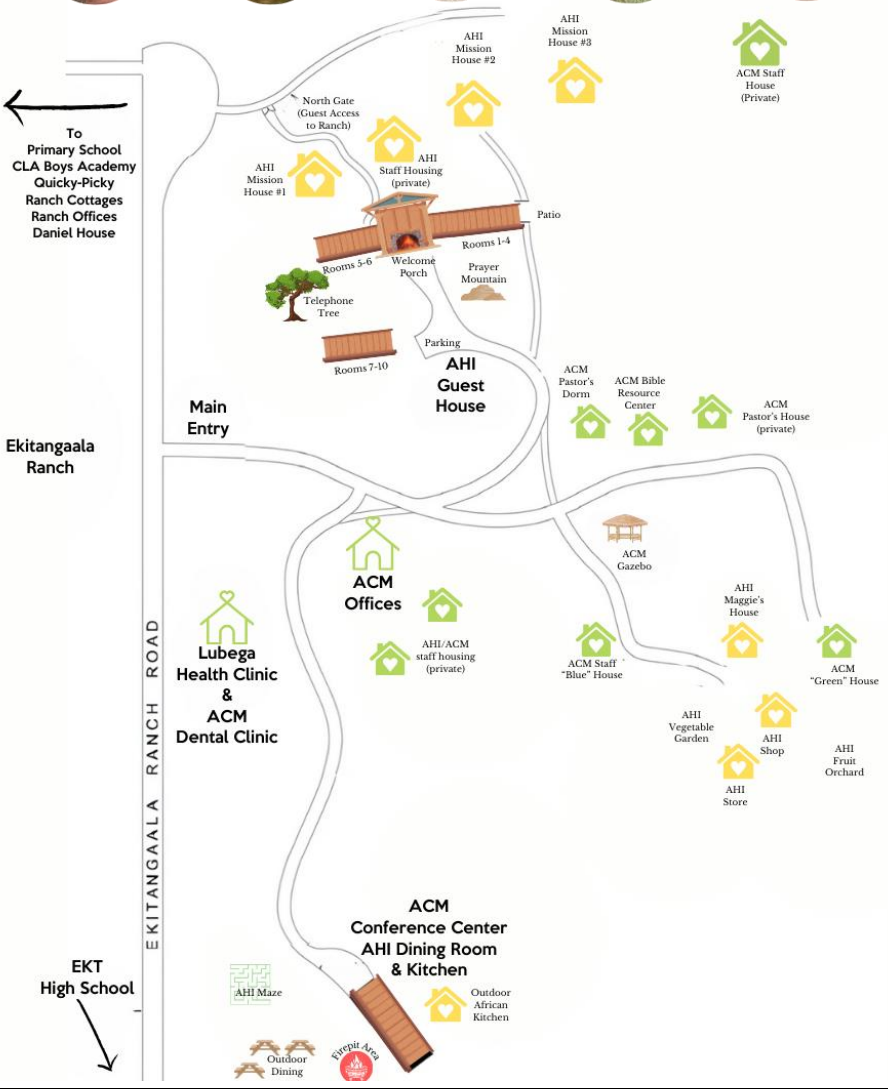 AHI
Mission
House #3
AHI
Mission
House #2
ACM Staff
House
(Private)
North Gate
(Guest Access
to Ranch)
To
Primary School
CLA Boys Academy
Quicky-Picky
Ranch Cottages
Ranch Offices
Daniel House
AHI
Mission
House #1
AHI
Staff Housing
(private)
Patio
Rooms 1-4
Rooms 5-6
Welcome
Porch
Prayer
Mountain
Telephone
Tree
Parking
Rooms 7-10
AHI
Guest
House
ACM
Pastor's
Dorm
ACM Bible
Resource
Center
ACM
Pastor's House
(private)
Main
Entry
Ekitangaala
Ranch
ACM
Gazebo
ACM
Offices
AHI
Maggie's
House
Lubega
Health Clinic
&
ACM
Dental Clinic
AHI/ACM
staff housing
(private)
ACM Staff
"Blue" House
ACM
"Green" House
AHI
Vegetable
Garden
AHI
Shop
AHI
Fruit
Orchard
AHI
Store
EKITANGAALA RANCH ROAD
ACM
Conference Center
AHI Dining Room
& Kitchen
EKT
High School
AHI Maze
Outdoor
African
Kitchen
Outdoor
Dining
Firepit Area